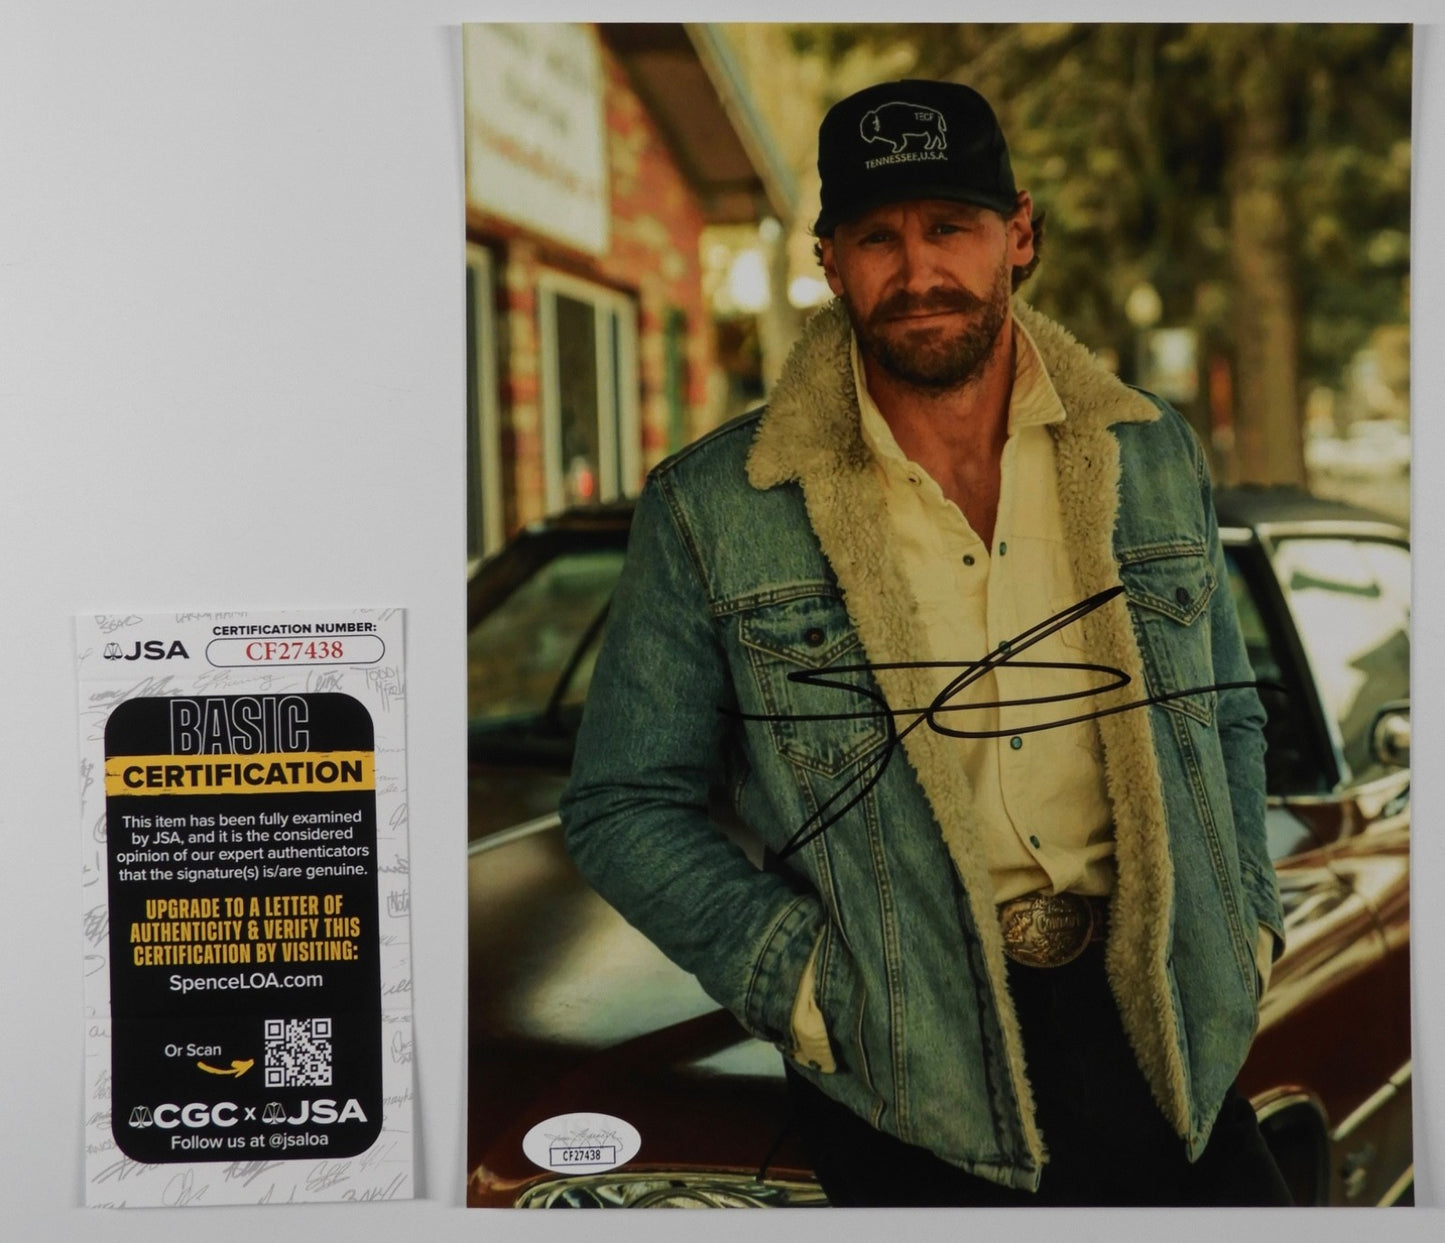 JSA
CERTIFICATION NUMBER:
CF27438
BASIC
CERTIFICATION
This item has been fully examined
by JSA, and it is the considered
opinion of our expert authenticators
that the signature(s) is/are genuine.
UPGRADE TO A LETTER OF
AUTHENTICITY & VERIFY THIS
CERTIFICATION BY VISITING:
SpenceLOA.com
Or Scan
CGC x JSA
Follow us at @jsaloa
TECF
TENNESSEE, U.S.A.
CF27438